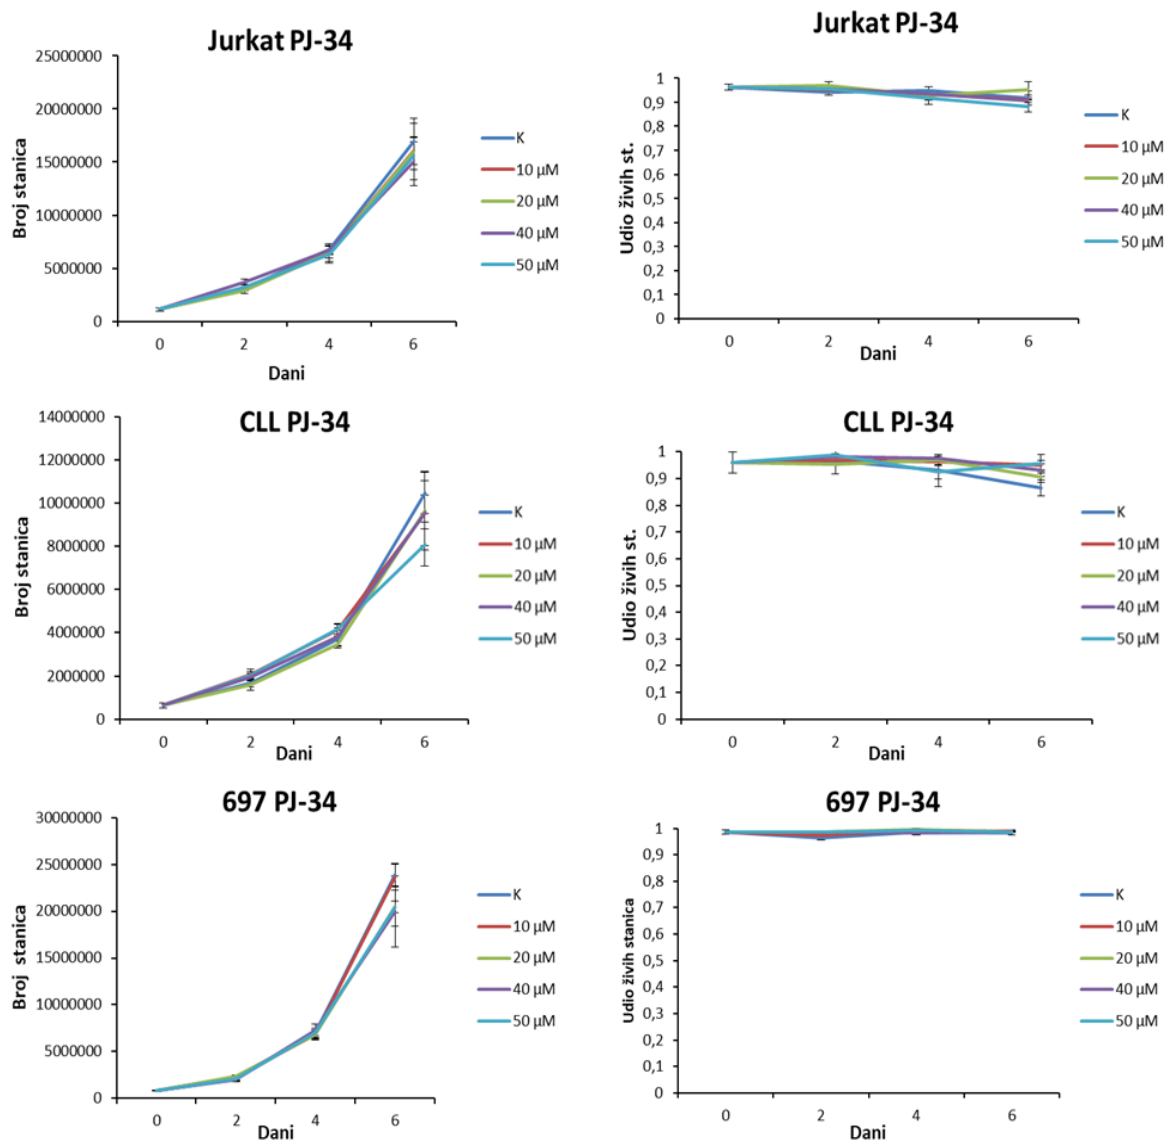 Jurkat PJ-34
25000000
20000000
15000000
10000000
5000000
0
Broj stanica
0 2 4 6
Dani
K
10 µM
20 µM
40 µM
50 µM
Jurkat PJ-34
1
0,9
0,8
0,7
0,6
0,5
0,4
0,3
0,2
0,1
0
Udio živih st.
0 2 4 6
Dani
K
10 µM
20 µM
40 µM
50 µM
CLL PJ-34
14000000
12000000
10000000
8000000
6000000
4000000
2000000
0
Broj stanica
0 2 4 6
Dani
K
10 µM
20 µM
40 µM
50 µM
CLL PJ-34
1
0,9
0,8
0,7
0,6
0,5
0,4
0,3
0,2
0,1
0
Udio živih st.
0 2 4 6
Dani
K
10 µM
20 µM
40 µM
50 µM
697 PJ-34
30000000
25000000
20000000
15000000
10000000
5000000
0
Broj stanica
0 2 4 6
Dani
K
10 µM
20 µM
40 µM
50 µM
697 PJ-34
1
0,9
0,8
0,7
0,6
0,5
0,4
0,3
0,2
0,1
0
Udio živih stanica
0 2 4 6
Dani
K
10 µM
20 µM
40 µM
50 µM